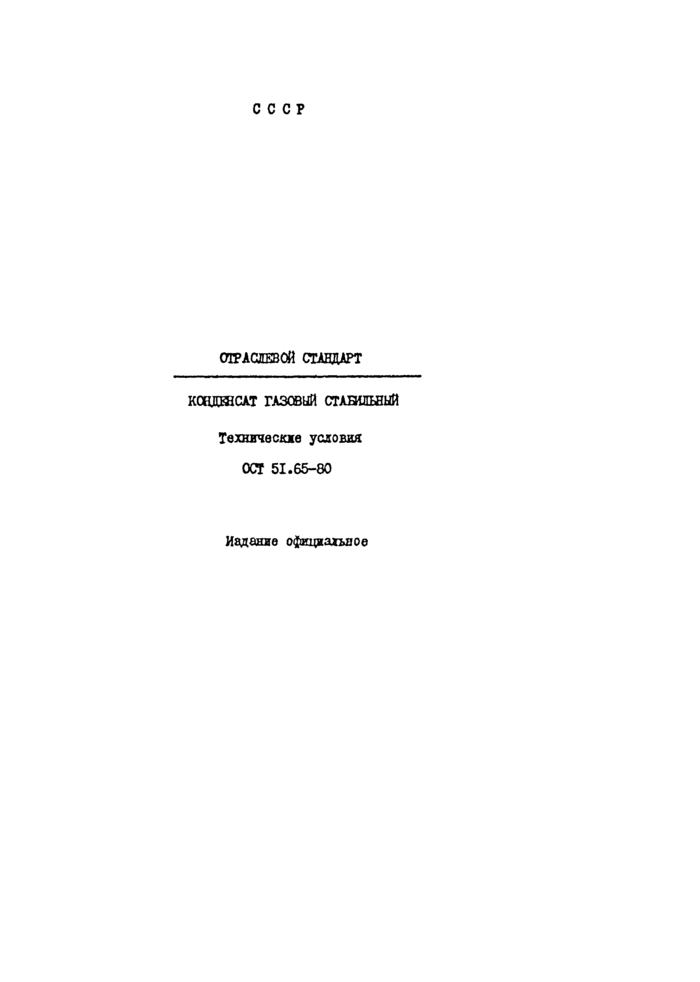 СССР
ОТРАСЛЕВОЙ СТАНДАРТ
КОНДЕНСАТ ГАЗОВЫЙ СТАБИЛЬНЫЙ
Технические условия
ОСТ 51.65-80
Издание официальное